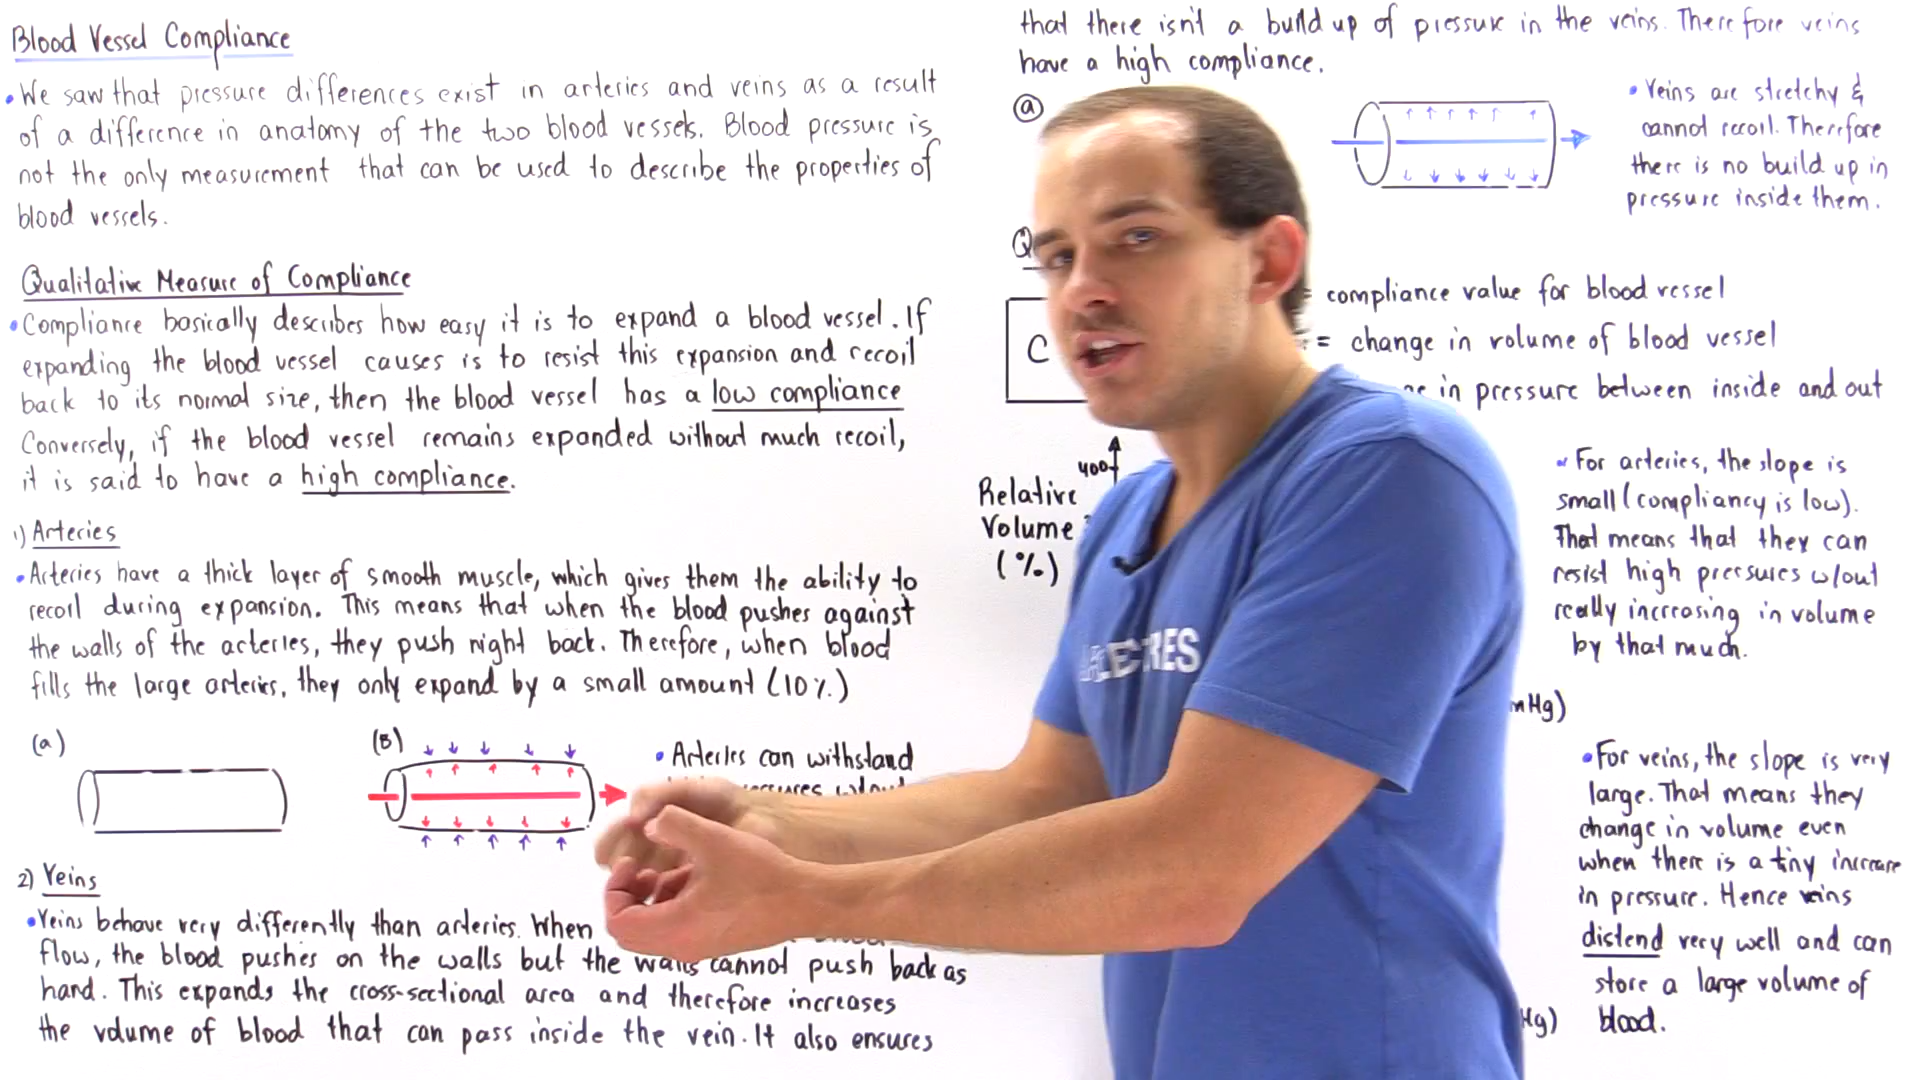 Blood Vessel Compliance
• We saw that pressure differences exist in arteries and veins as a result
of a difference in anatomy of the two blood vessels. Blood pressure is
not the only measurement that can be used to describe the properties of
blood vessels.
Qualitative Measure of Compliance
• Compliance basically describes how easy it is to expand a blood vessel. If
expanding the blood vessel causes is to resist this expansion and recoil
back to its normal size, then the blood vessel has a low compliance
Conversely, if the blood vessel remains expanded without much recoil,
it is said to have a high compliance.
1) Arteries
• Arteries have a thick layer of smooth muscle, which gives them the ability to
recoil during expansion. This means that when the blood pushes against
the walls of the arteries, they push right back. Therefore, when blood
fills the large arteries, they only expand by a small amount (10%.)
(a)
(B)
• Arteries can withstand
2) Veins
• Veins behave very differently than arteries. When
flow, the blood pushes on the walls but the walls cannot push back as
hard. This expands the cross-sectional area and therefore increases
the volume of blood that can pass inside the vein. It also ensures
that there isn't a build up of pressure in the veins. Therefore veins
have a high compliance.
(a)
• Veins are stretchy &
cannot recoil. Therefore
there is no build up in
pressure inside them.
Q
C
= compliance value for blood vessel
= change in volume of blood vessel
in pressure between inside and out
400
Relative
Volume
(%)
• For arteries, the slope is
small (compliancy is low).
That means that they can
resist high pressures w/out
really increasing in volume
by that much.
mHg)
• For veins, the slope is very
large. That means they
change in volume even
when there is a tiny increase
in pressure. Hence veins
distend very well and can
store a large volume of
blood.
Hg)